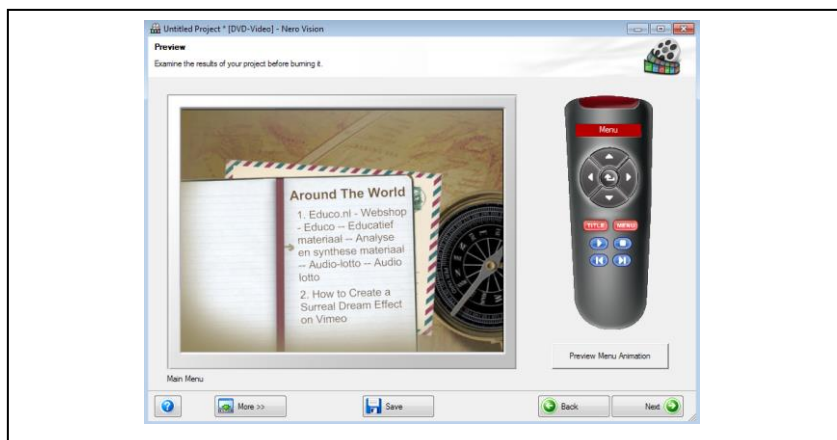 Untitled Project * [DVD-Video] - Nero Vision
Preview
Examine the results of your project before burning it.
Menu
Around The World
1. Educo.nl - Webshop
- Educo -- Educatief
materiaal -- Analyse
en synthese materiaal
-- Audio-lotto -- Audio
lotto
2. How to Create a
Surreal Dream Effect
on Vimeo
TITLE MENU
Preview Menu Animation
Main Menu
? More >> Save Back Next